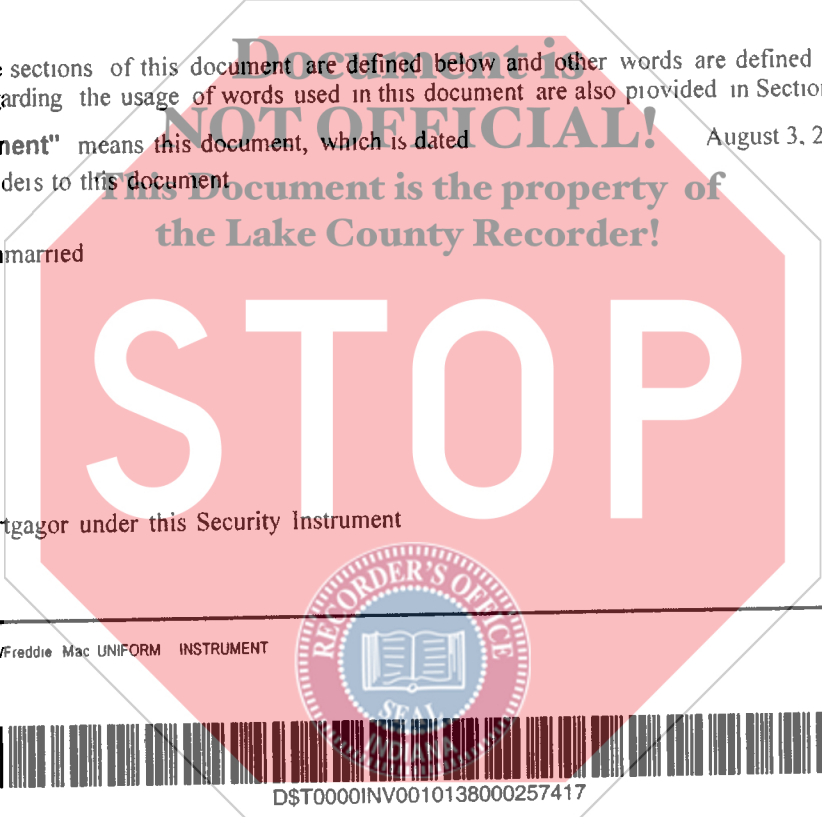 Document is
sections of this document are defined below and other words are defined
arding the usage of words used in this document are also provided in Section
NOT OFFICIAL!
ment" means this document, which is dated August 3, 2
ders to this document
This Document is the property of
the Lake County Recorder!
married
STOP
tgagor under this Security Instrument
RECORDER'S OFFICE
SEAL
INDIANA
/Freddie Mac UNIFORM INSTRUMENT
D$T0000INV0010138000257417